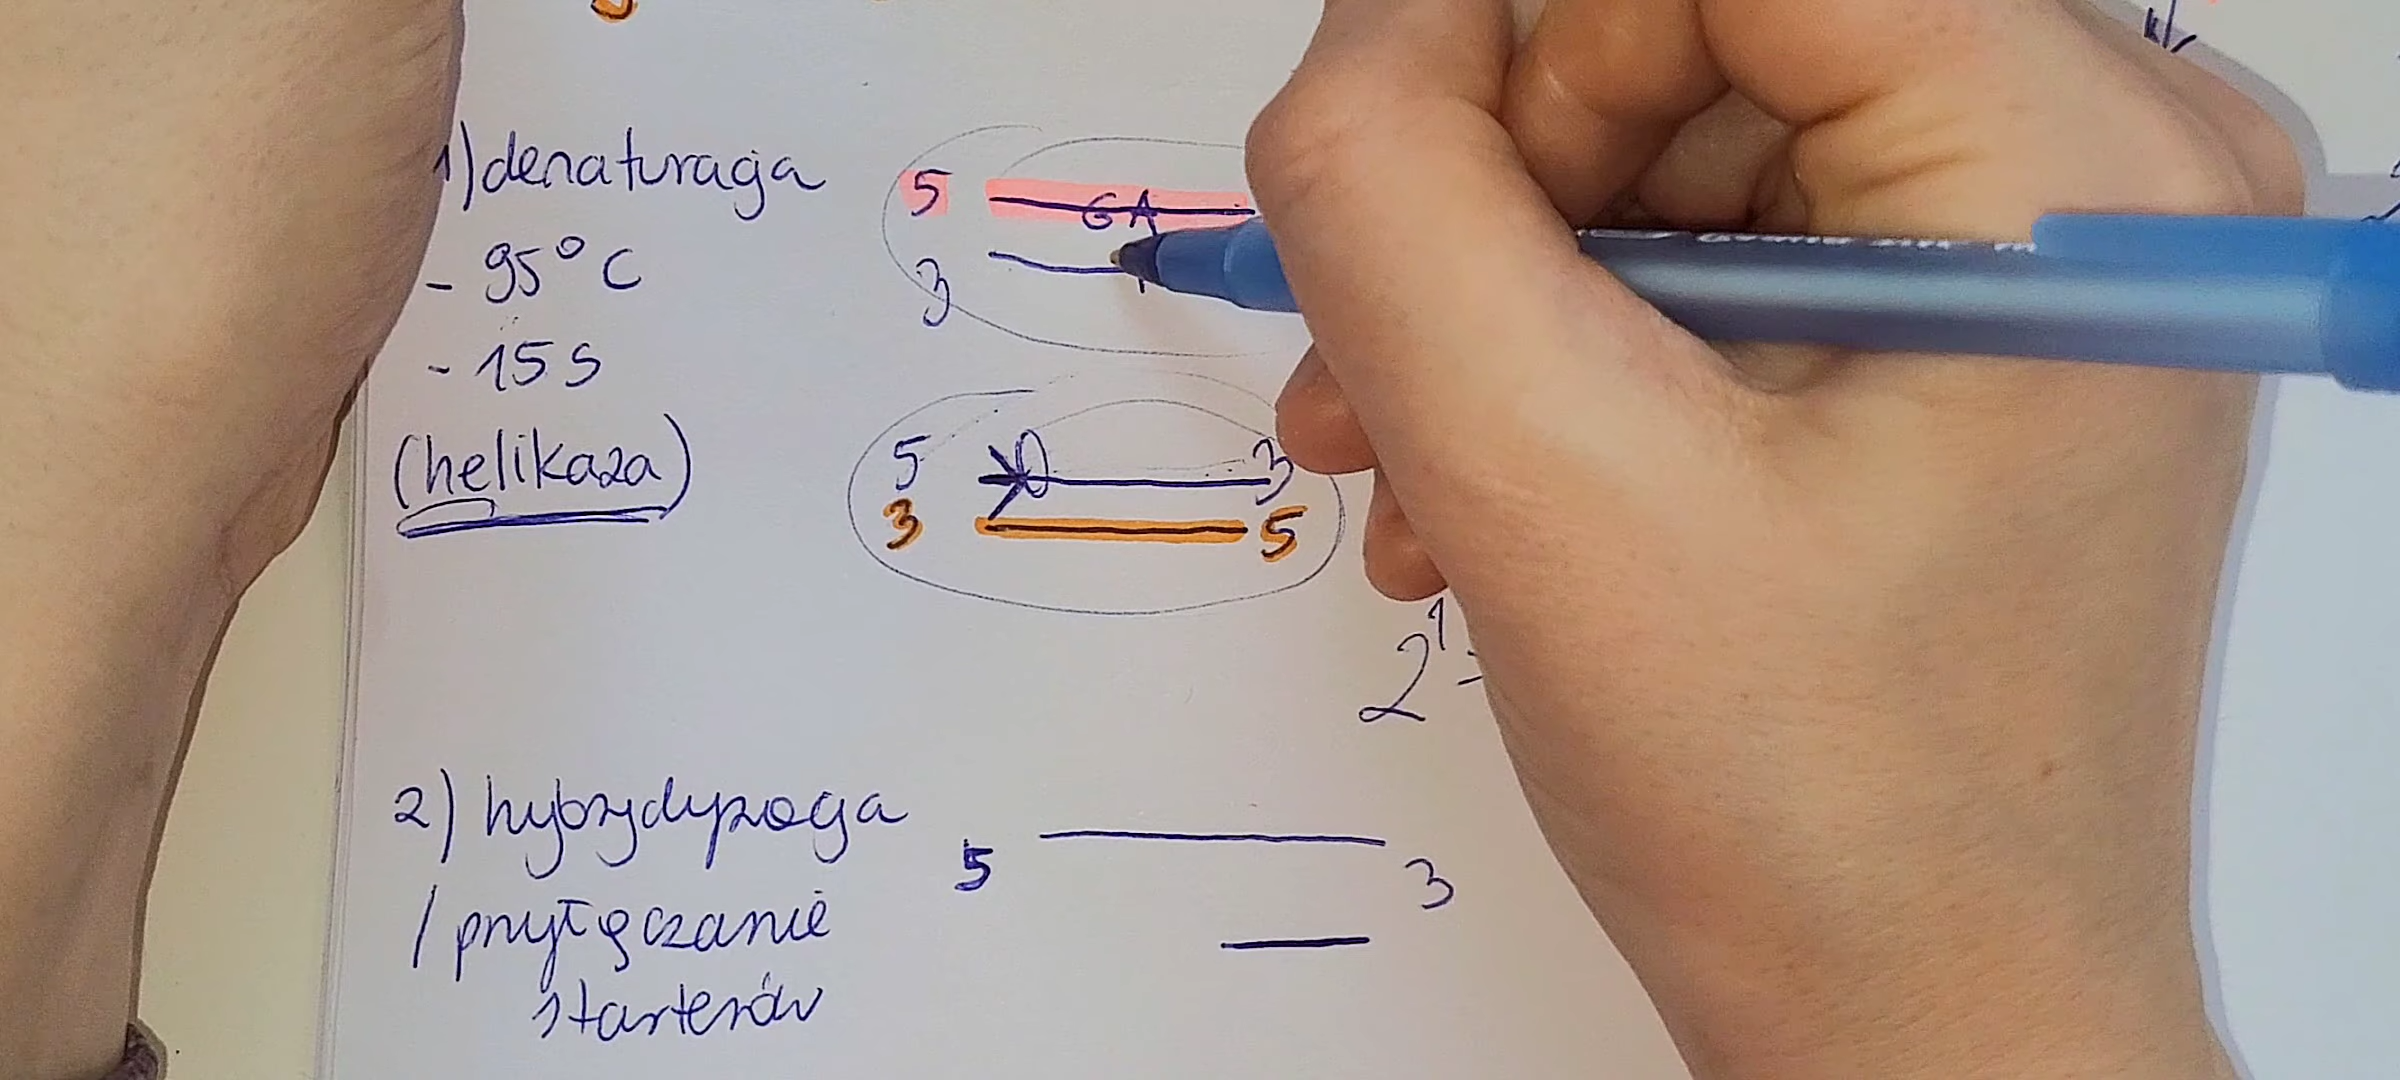 1) denaturacja
5 GA
- 95°C
3
- 15 s
(helikaza)
5 3
3 5
2^1 =
2) hybrydyzacja
5 3
/ przyłączanie
starterów